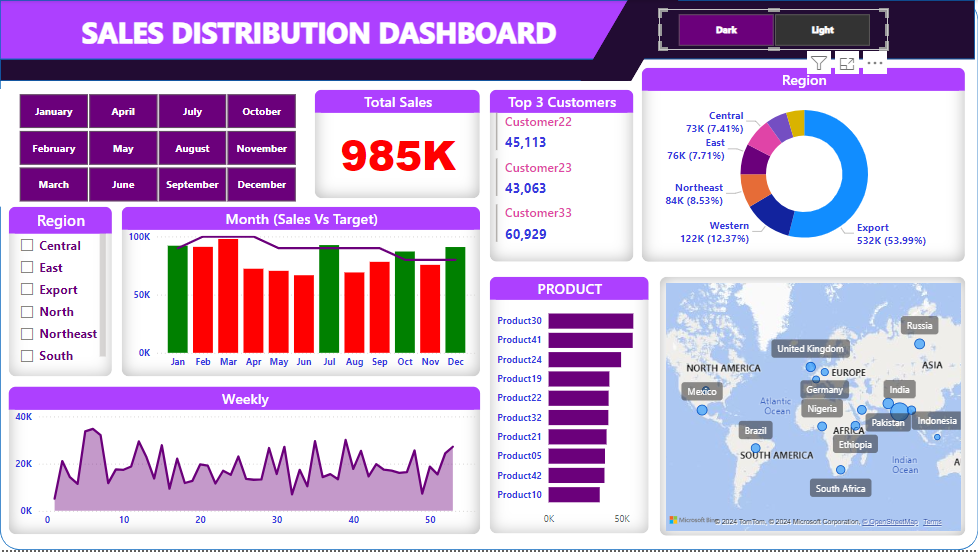 SALES DISTRIBUTION DASHBOARD
Dark Light
January April July October
February May August November
March June September December
Total Sales
985K
Top 3 Customers
Customer22
45,113
Customer23
43,063
Customer33
60,929
Region
Central
73K (7.41%)
East
76K (7.71%)
Northeast
84K (8.53%)
Western
122K (12.37%)
Export
532K (53.99%)
Region
Central
East
Export
North
Northeast
South
Month (Sales Vs Target)
100K
50K
0K
Jan Feb Mar Apr May Jun Jul Aug Sep Oct Nov Dec
Weekly
40K
20K
0K
0 10 20 30 40 50
PRODUCT
Product30
Product41
Product24
Product19
Product22
Product32
Product21
Product05
Product42
Product10
0K 50K
Russia
United Kingdom
NORTH AMERICA
EUROPE
ASIA
Mexico
Germany
India
Atlantic
Ocean
Nigeria
Pakistan
Indonesia
Brazil
AFRICA
Ethiopia
SOUTH AMERICA
Indian
Ocean
A
South Africa
Microsoft Bing
© 2024 TomTom, © 2024 Microsoft Corporation, © OpenStreetMap Terms